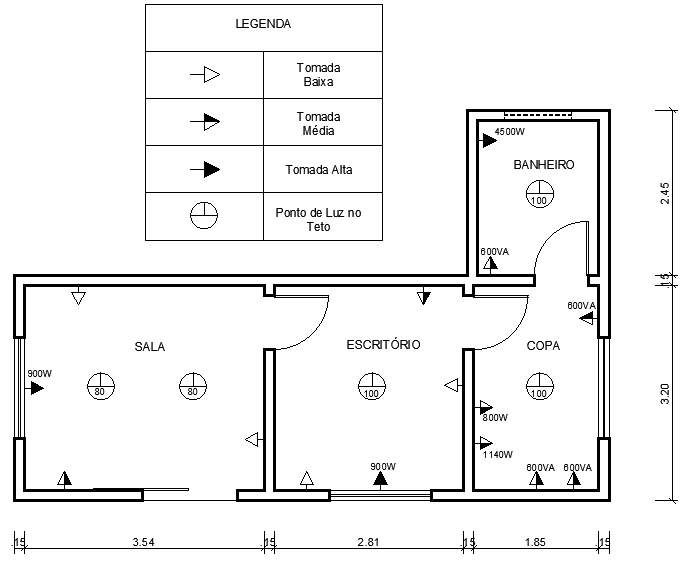 LEGENDA
Tomada
Baixa
Tomada
Média
Tomada Alta
Ponto de Luz no
Teto
4500W
BANHEIRO
100
600VA
2.45
.15
600VA
SALA
ESCRITÓRIO
COPA
900W
80
80
100
100
3.20
800W
1140W
900W
600VA
600VA
.15
3.54
.15
2.81
.15
1.85
.15